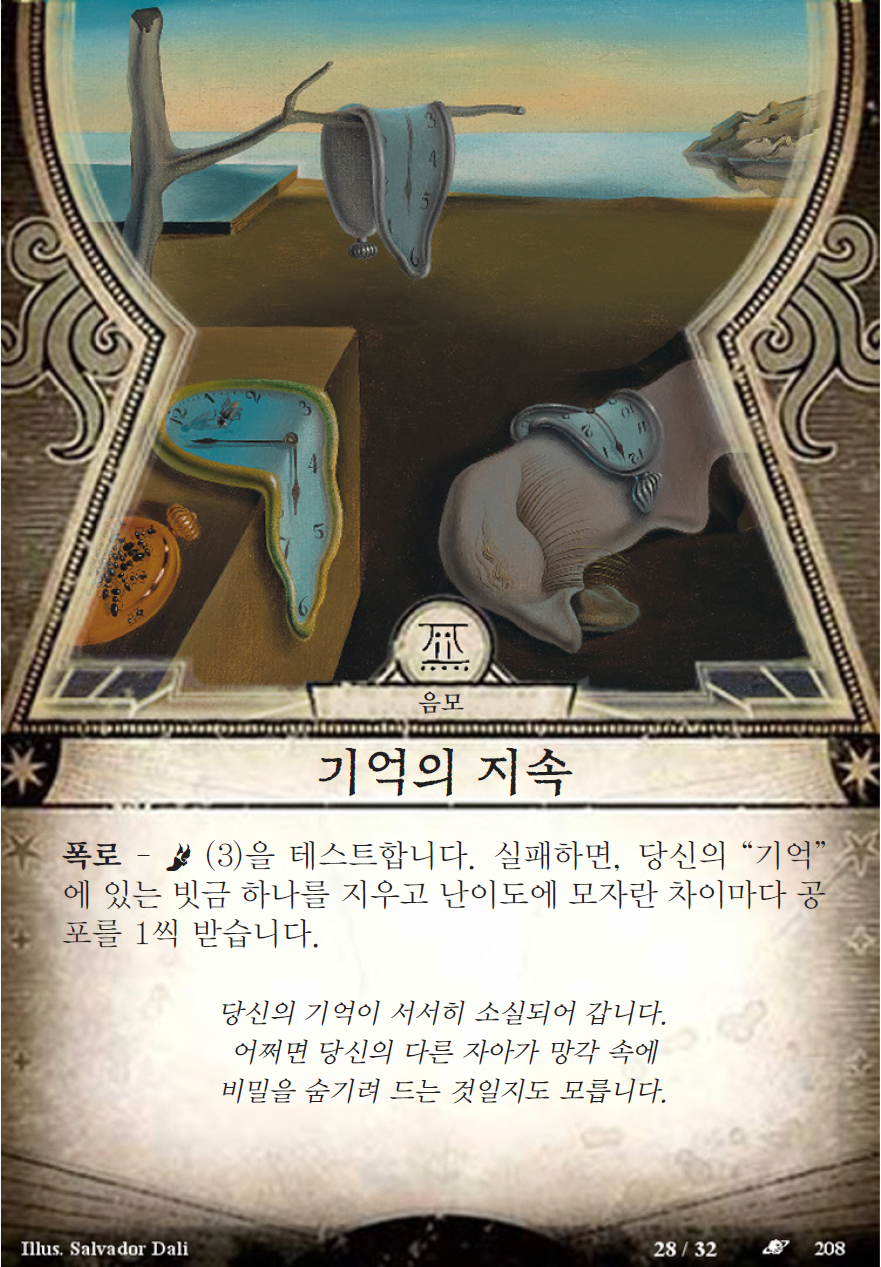 음모
기억의 지속
폭로 - (3)을 테스트합니다. 실패하면, 당신의 “기억”
에 있는 빗금 하나를 지우고 난이도에 모자란 차이마다 공
포를 1씩 받습니다.
당신의 기억이 서서히 소실되어 갑니다.
어쩌면 당신의 다른 자아가 망각 속에
비밀을 숨기려 드는 것일지도 모릅니다.
Illus. Salvador Dali
28 / 32
208